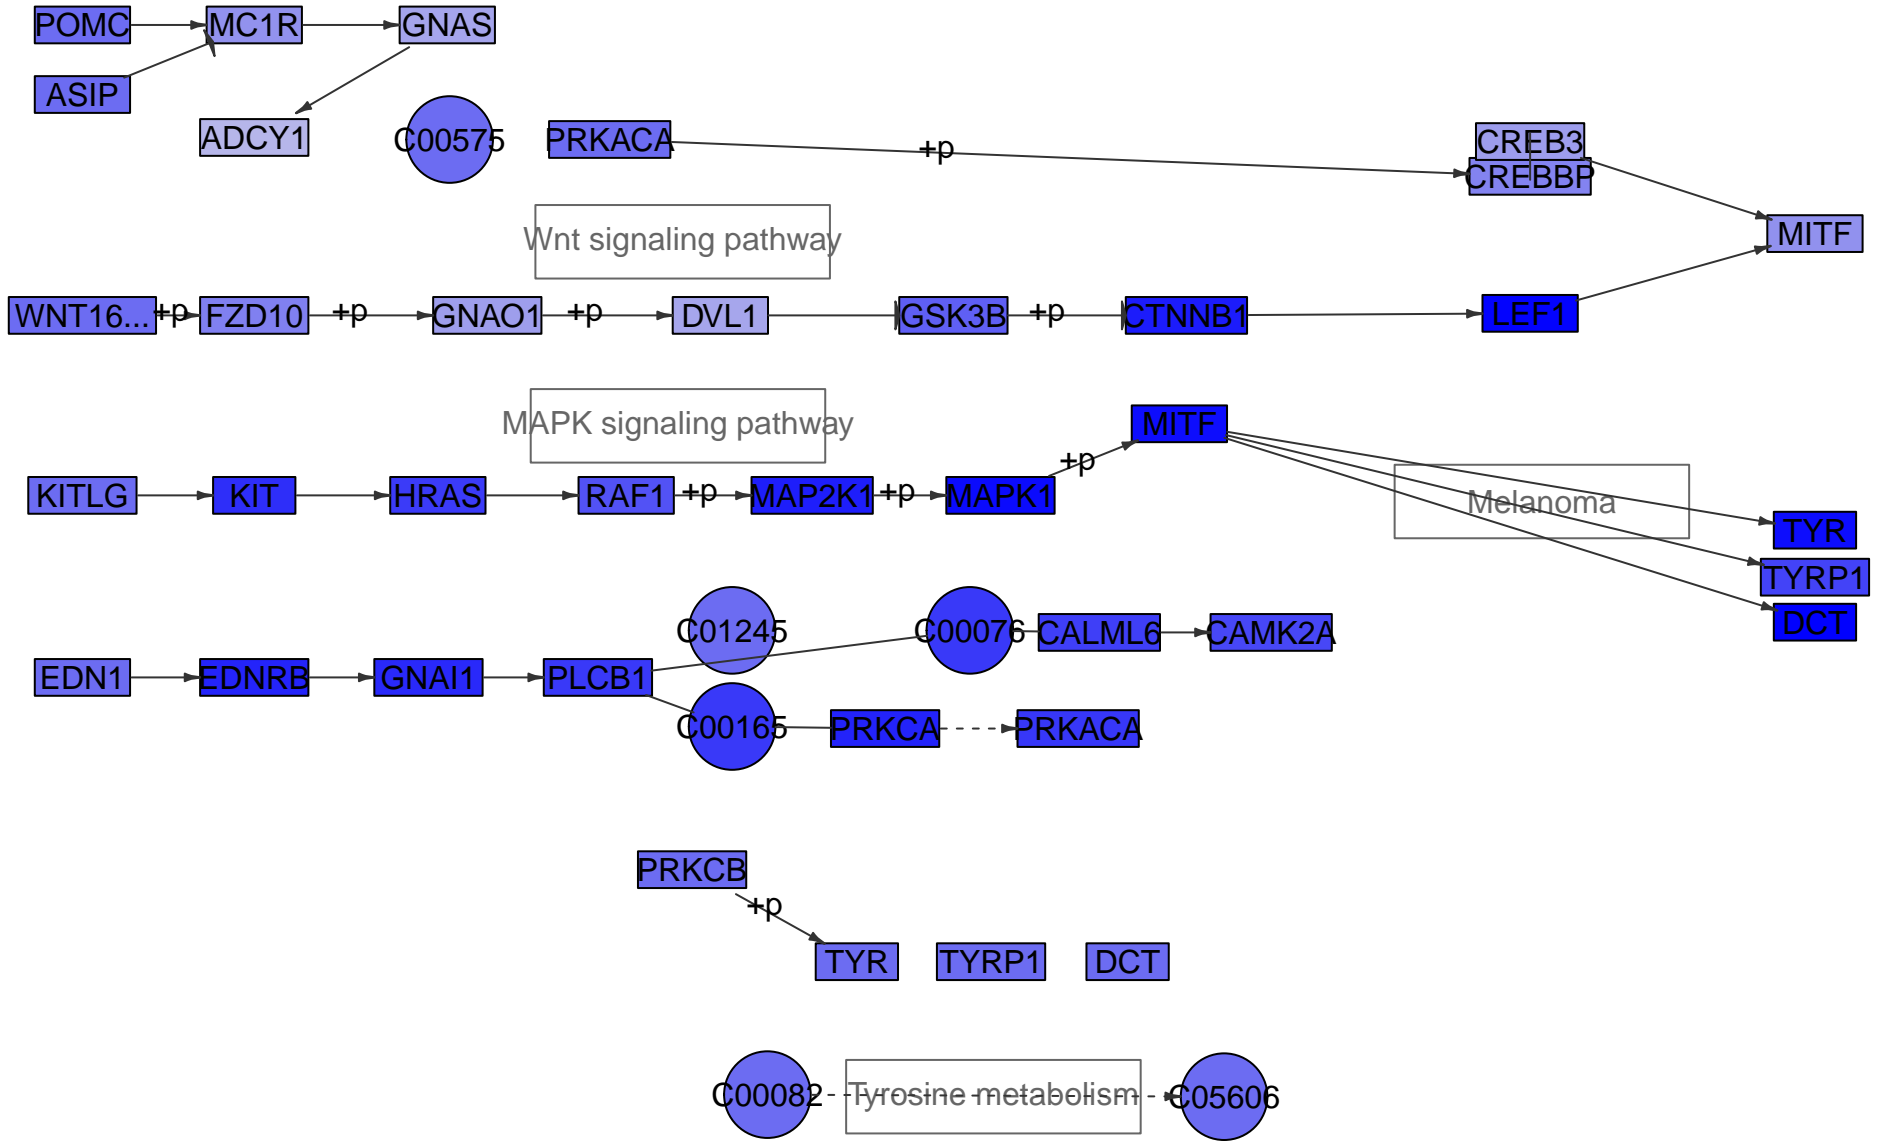 POMC
MC1R
GNAS
ASIP
ADCY1
C00575
PRKACA
+p
CREB3
CREBBP
Wnt signaling pathway
MITF
WNT16...
+p
FZD10
+p
GNAO1
+p
DVL1
GSK3B
+p
CTNNB1
LEF1
MAPK signaling pathway
MITF
+p
KITLG
KIT
HRAS
RAF1
+p
MAP2K1
+p
MAPK1
Melanoma
TYR
TYRP1
DCT
C01245
C00076
CALML6
CAMK2A
EDN1
EDNRB
GNAI1
PLCB1
C00165
PRKCA
PRKACA
PRKCB
+p
TYR
TYRP1
DCT
C00082
Tyrosine metabolism
C05606